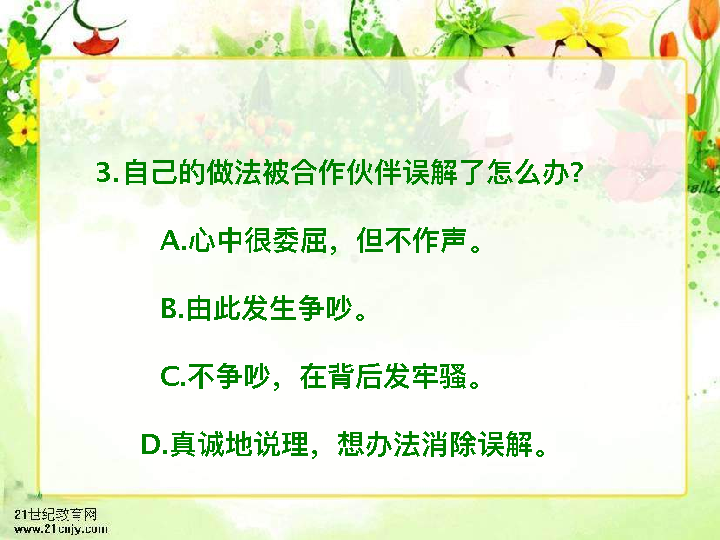 3.自己的做法被合作伙伴误解了怎么办?
A.心中很委屈，但不作声。
B.由此发生争吵。
C.不争吵，在背后发牢骚。
D.真诚地说理，想办法消除误解。
21世纪教育网
www.21cnjy.com